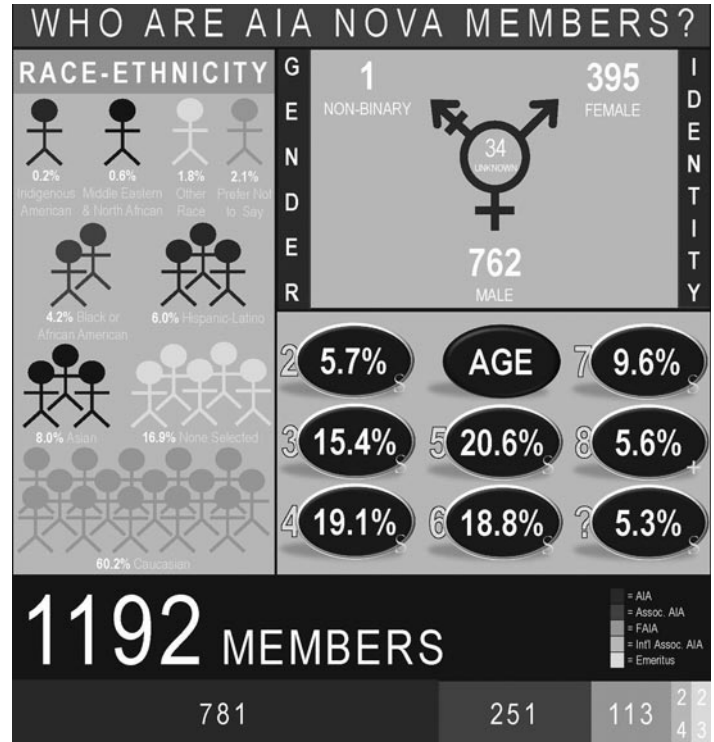 WHO ARE AIA NOVA MEMBERS?
RACE-ETHNICITY
0.2%
Indigenous
American
0.6%
Middle Eastern
& North African
1.8%
Other
Race
2.1%
Prefer Not
to Say
4.2% Black or
African American
6.0% Hispanic-Latino
8.0% Asian
16.9% None Selected
60.2% Caucasian
GENDER
IDENTITY
1
NON-BINARY
395
FEMALE
34
UNKNOWN
762
MALE
AGE
2 5.7% s
3 15.4% s
4 19.1% s
5 20.6% s
6 18.8% s
7 9.6% s
8 5.6% +
? 5.3% s
1192 MEMBERS
= AIA
= Assoc. AIA
= FAIA
= Int'l Assoc. AIA
= Emeritus
781
251
113
24
23